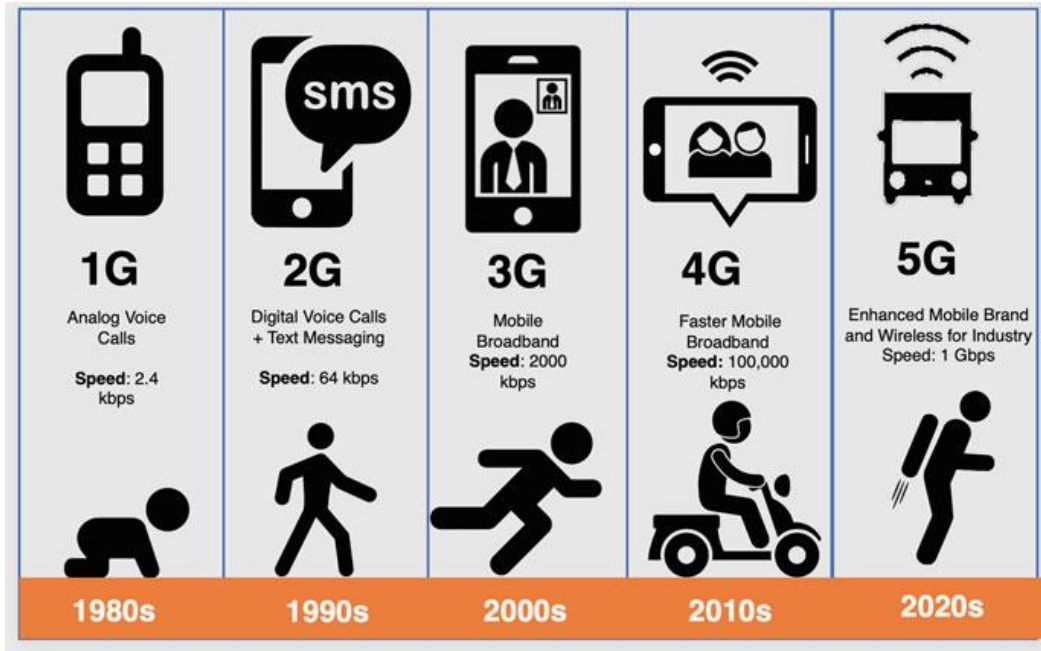 sms
1G
Analog Voice
Calls
Speed: 2.4
kbps
2G
Digital Voice Calls
+ Text Messaging
Speed: 64 kbps
3G
Mobile
Broadband
Speed: 2000
kbps
4G
Faster Mobile
Broadband
Speed: 100,000
kbps
5G
Enhanced Mobile Brand
and Wireless for Industry
Speed: 1 Gbps
1980s
1990s
2000s
2010s
2020s